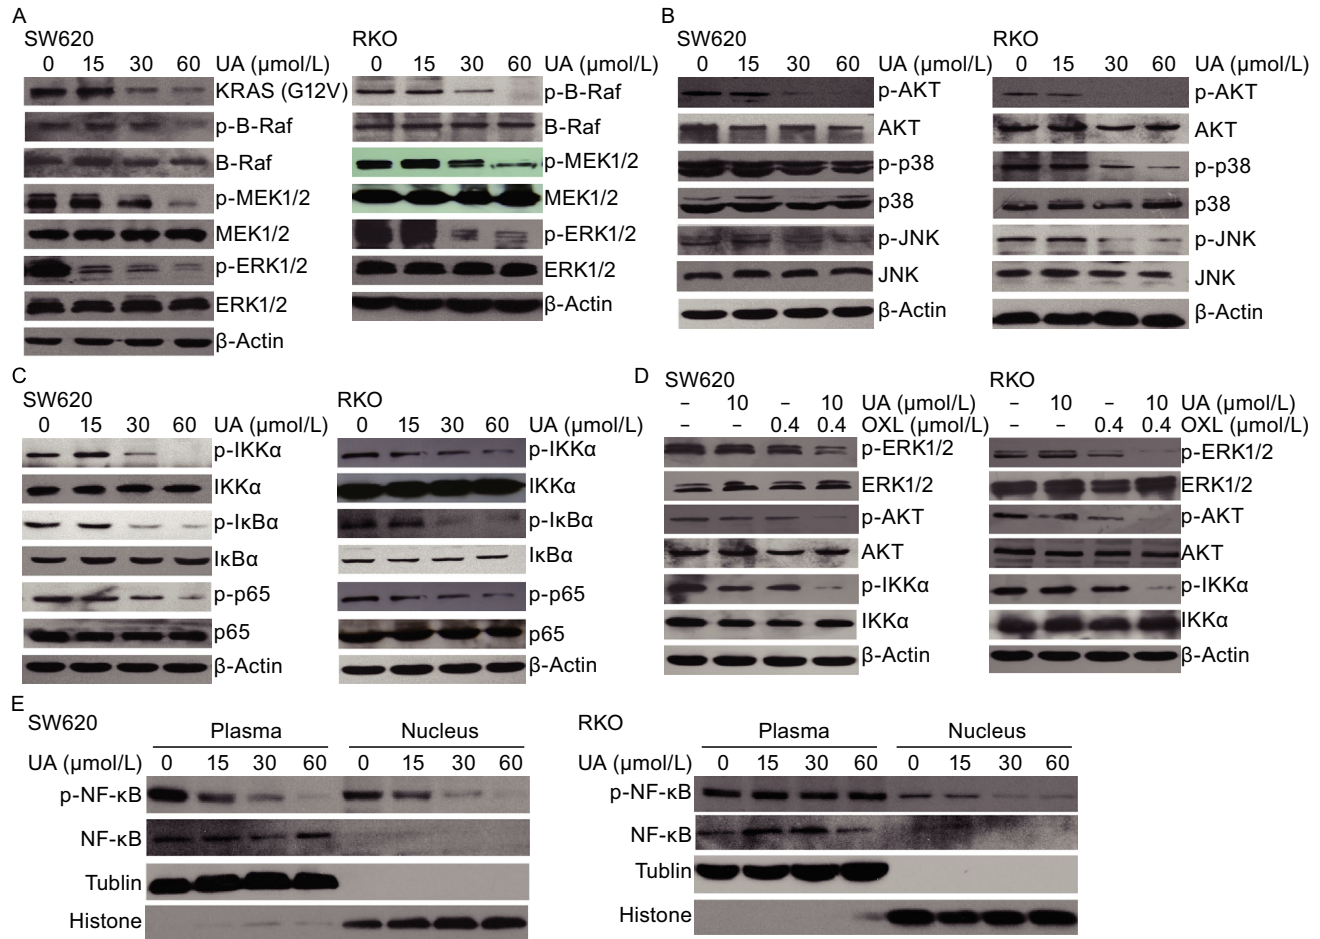 A
SW620
0 15 30 60 UA (μmol/L)
KRAS (G12V)
p-B-Raf
B-Raf
p-MEK1/2
MEK1/2
p-ERK1/2
ERK1/2
β-Actin
RKO
0 15 30 60 UA (μmol/L)
p-B-Raf
B-Raf
p-MEK1/2
MEK1/2
p-ERK1/2
ERK1/2
β-Actin
B
SW620
0 15 30 60 UA (μmol/L)
p-AKT
AKT
p-p38
p38
p-JNK
JNK
β-Actin
RKO
0 15 30 60 UA (μmol/L)
p-AKT
AKT
p-p38
p38
p-JNK
JNK
β-Actin
C
SW620
0 15 30 60 UA (μmol/L)
p-IKKα
IKKα
p-IκBα
IκBα
p-p65
p65
β-Actin
RKO
0 15 30 60 UA (μmol/L)
p-IKKα
IKKα
p-IκBα
IκBα
p-p65
p65
β-Actin
D
SW620
– 10 – 10 UA (μmol/L)
– – 0.4 0.4 OXL (μmol/L)
p-ERK1/2
ERK1/2
p-AKT
AKT
p-IKKα
IKKα
β-Actin
RKO
– 10 – 10 UA (μmol/L)
– – 0.4 0.4 OXL (μmol/L)
p-ERK1/2
ERK1/2
p-AKT
AKT
p-IKKα
IKKα
β-Actin
E
SW620
Plasma Nucleus
UA (μmol/L) 0 15 30 60 0 15 30 60
p-NF-κB
NF-κB
Tublin
Histone
RKO
Plasma Nucleus
UA (μmol/L) 0 15 30 60 0 15 30 60
p-NF-κB
NF-κB
Tublin
Histone